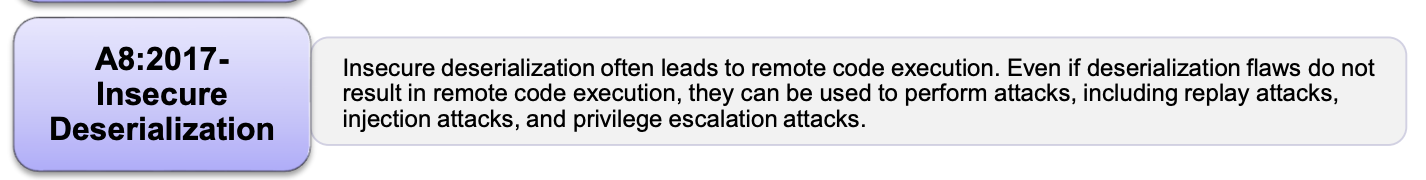 A8:2017-
Insecure
Deserialization
Insecure deserialization often leads to remote code execution. Even if deserialization flaws do not
result in remote code execution, they can be used to perform attacks, including replay attacks,
injection attacks, and privilege escalation attacks.